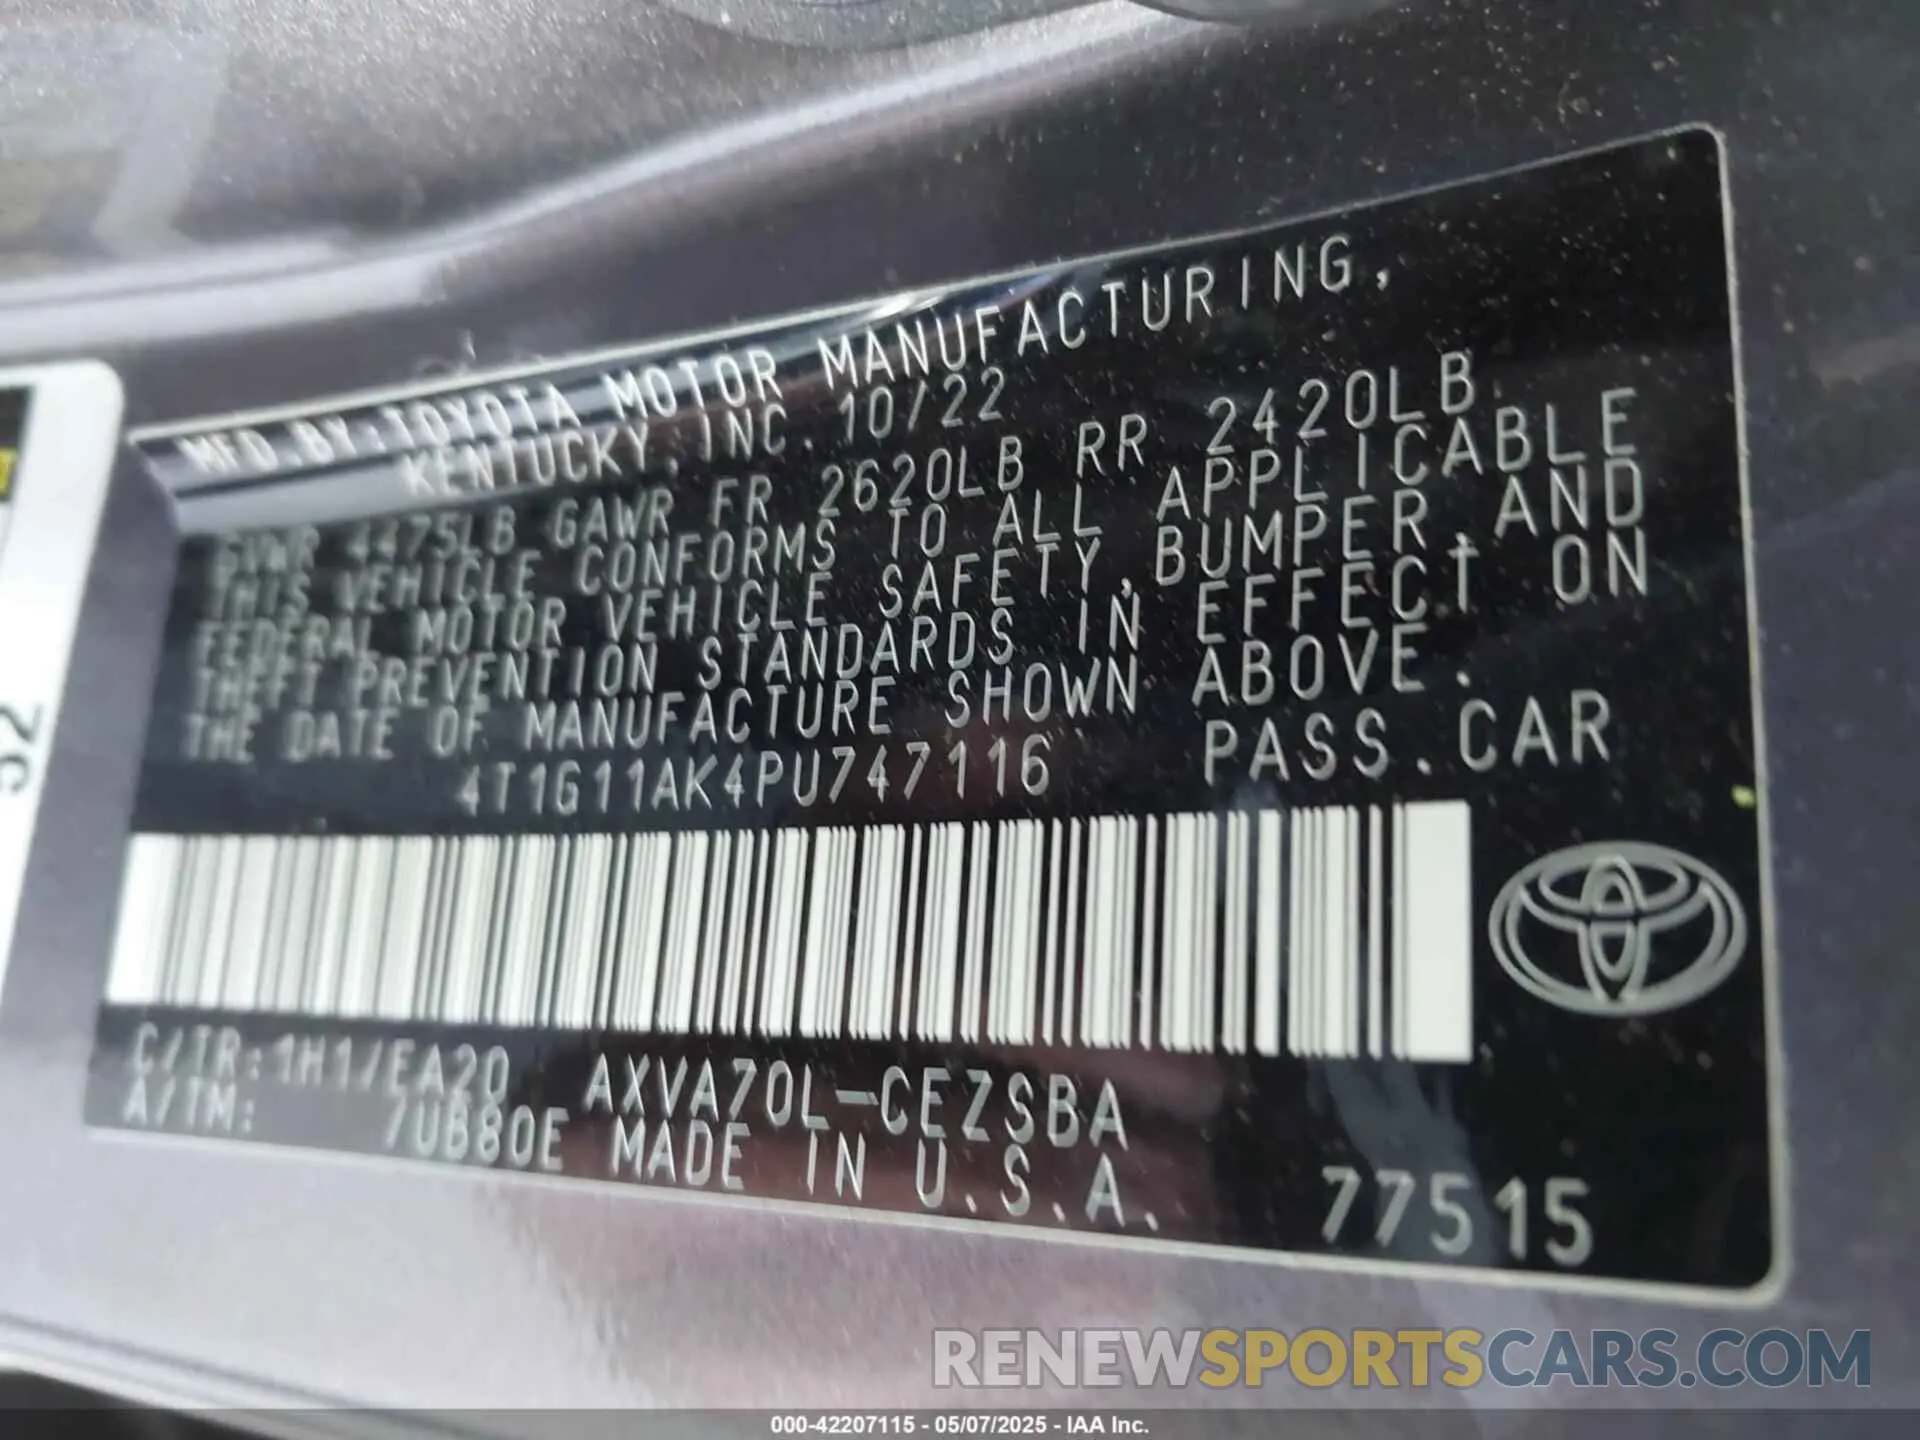 MFD.BY:TOYOTA MOTOR MANUFACTURING,
KENTUCKY, INC. 10/22
GVWR 4475LB GAWR FR 2620LB RR 2420LB
THIS VEHICLE CONFORMS TO ALL APPLICABLE
FEDERAL MOTOR VEHICLE SAFETY, BUMPER, AND
THEFT PREVENTION STANDARDS IN EFFECT ON
THE DATE OF MANUFACTURE SHOWN ABOVE.
4T1G11AK4PU747116 PASS.CAR
C/TR:1H1/EA20 AXVA70L-CEZSBA
A/TM: 7UB80E MADE IN U.S.A. 77515
52
RENEWSPORTSCARS.COM
000-42207115 - 05/07/2025 - IAA Inc.